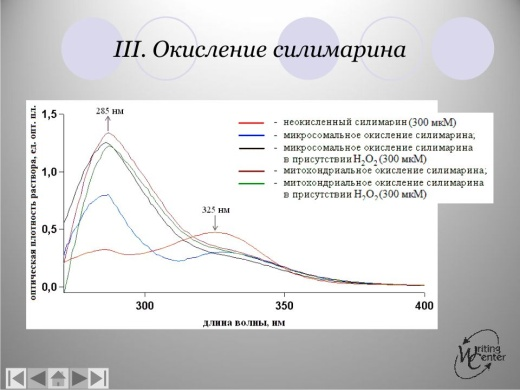 III. Окисление силимарина
285 нм
325 нм
- неокисленный силимарин (300 мкМ)
- микросомальное окисление силимарина;
- микросомальное окисление силимарина
в присутствии H2O2 (300 мкМ)
- митохондриальное окисление силимарина;
- митохондриальное окисление силимарина
в присутствии H2O2 (300 мкМ)
оптическая плотность раствора, ед. опт. пл.
1,5
1,0
0,5
0,0
300
350
400
длина волны, нм
Writing
Center